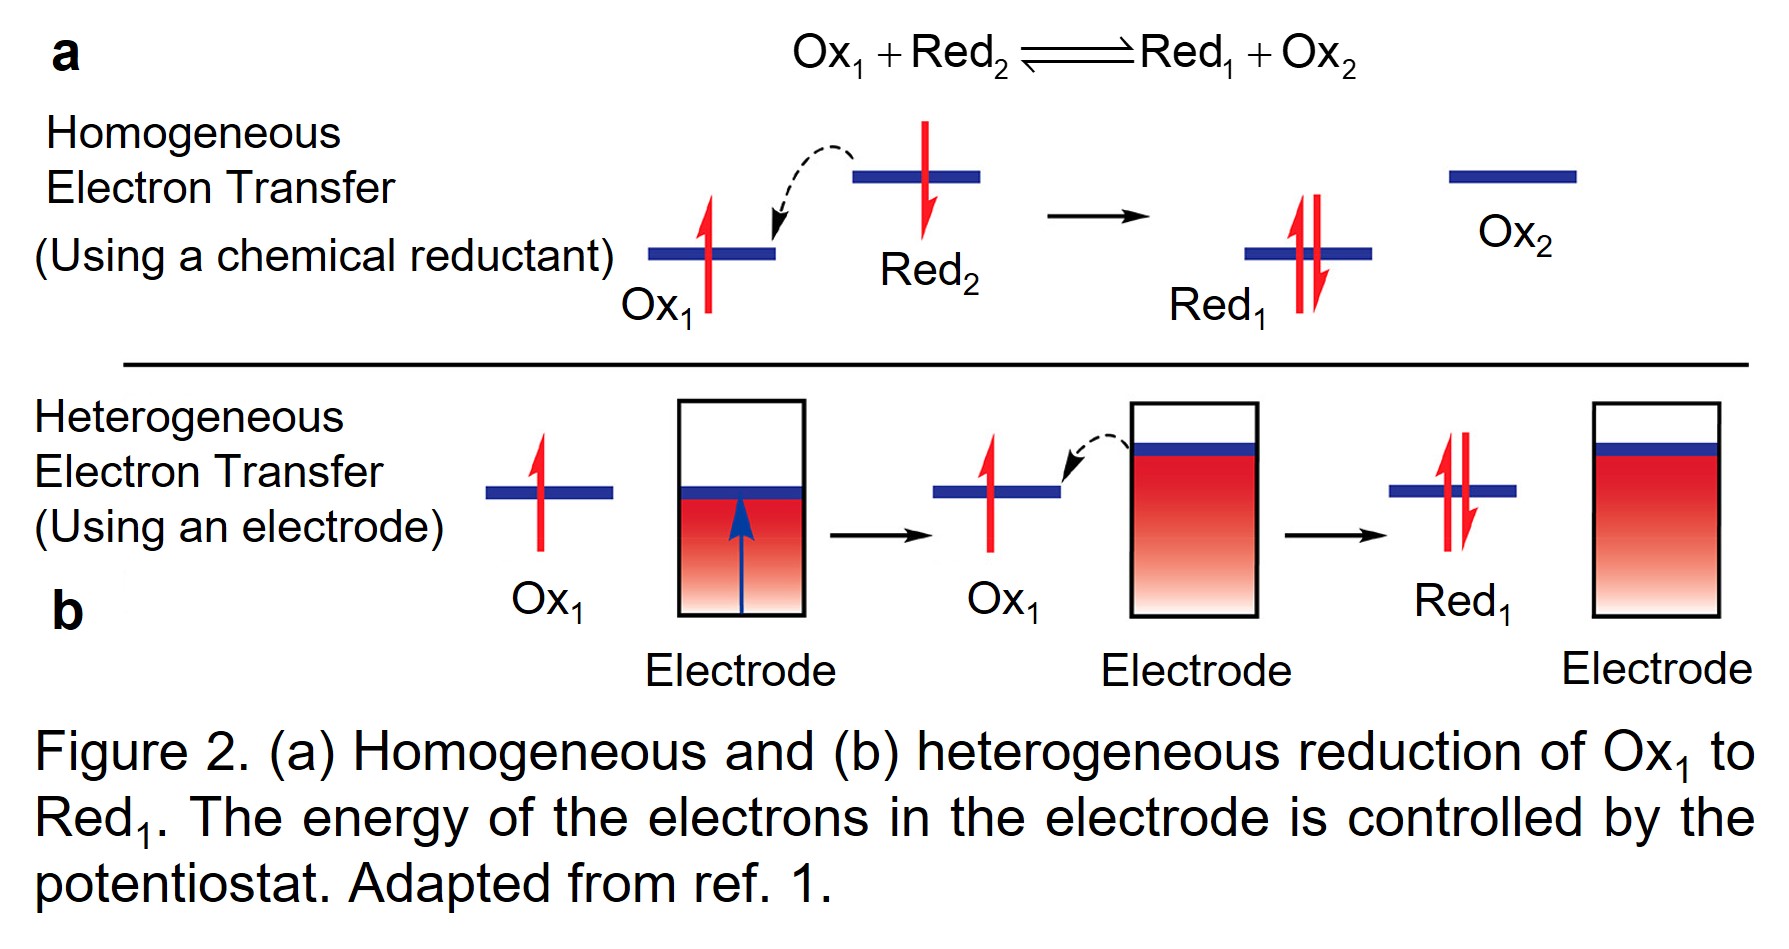 a
Ox₁ + Red₂ ⇌ Red₁ + Ox₂
Homogeneous
Electron Transfer
(Using a chemical reductant)
Ox₁
Red₂
Red₁
Ox₂
Heterogeneous
Electron Transfer
(Using an electrode)
b
Ox₁
Electrode
Ox₁
Electrode
Red₁
Electrode
Figure 2. (a) Homogeneous and (b) heterogeneous reduction of Ox₁ to
Red₁. The energy of the electrons in the electrode is controlled by the
potentiostat. Adapted from ref. 1.